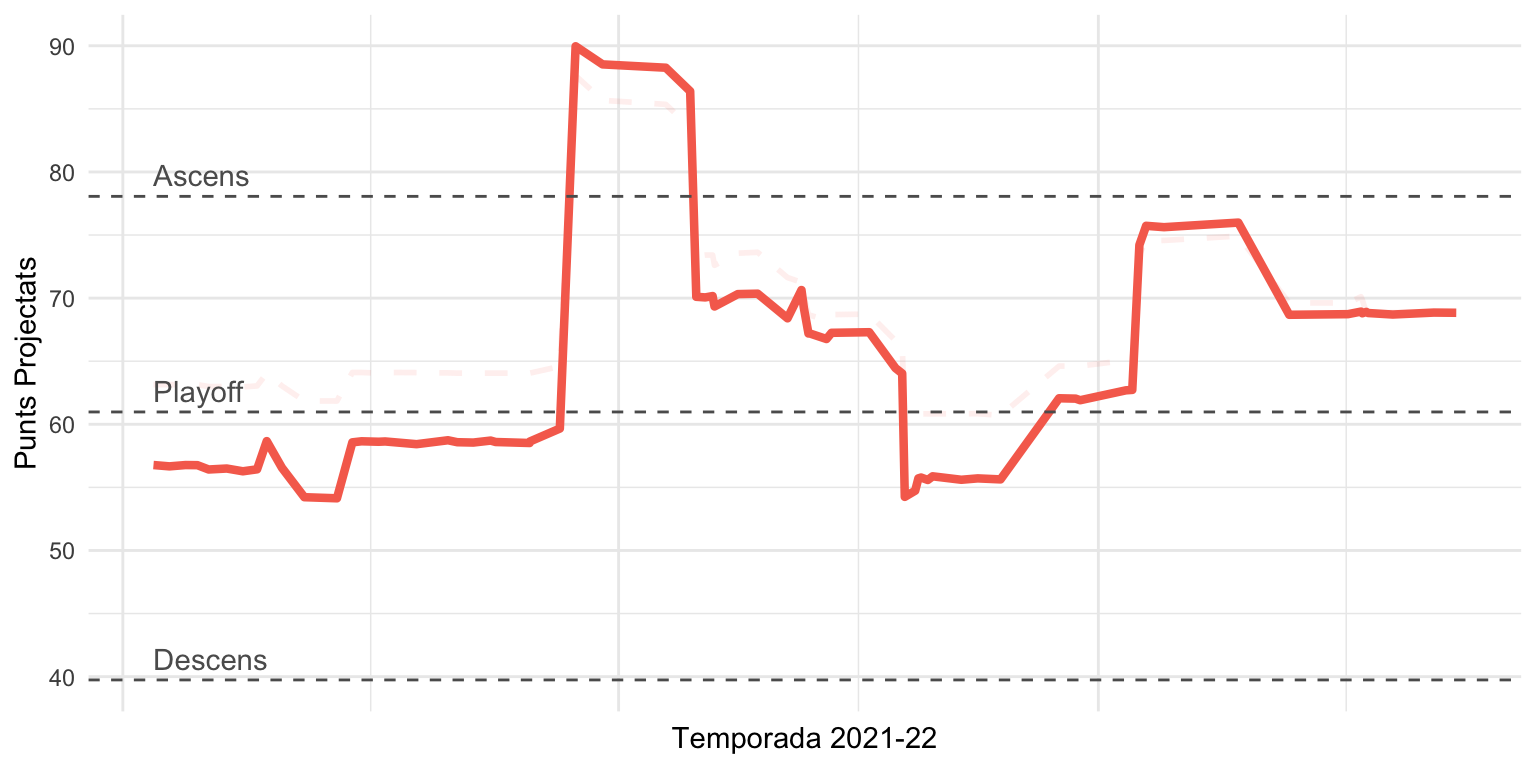 90
80
70
60
50
40
Punts Projectats
Ascens
Playoff
Descens
Temporada 2021-22